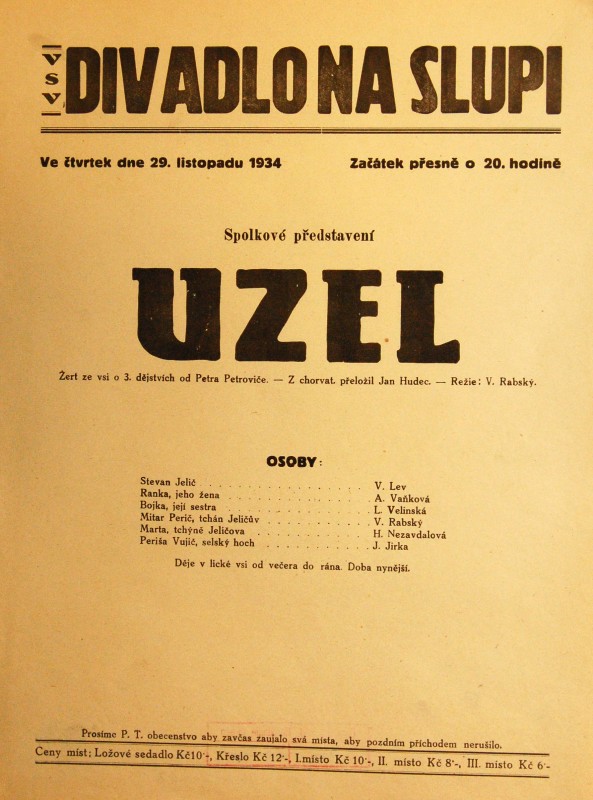 VSV DIVADLO NA SLUPI
Ve čtvrtek dne 29. listopadu 1934 Začátek přesně o 20. hodině
Spolkové představení
UZEL
Žert ze vsi o 3. dějstvích od Petra Petroviče. — Z chorvat. přeložil Jan Hudec. — Režie: V. Rabský.
OSOBY:
Stevan Jelič . . . . . . . . . . . . . . V. Lev
Ranka, jeho žena . . . . . . . . . . . . . A. Vaňková
Bojka, její sestra . . . . . . . . . . . . . L. Velinská
Mitar Perič, tchán Jeličův . . . . . . . . . . V. Rabský
Marta, tchýně Jeličova . . . . . . . . . . . H. Nezavdalová
Periša Vujič, selský hoch . . . . . . . . . . J. Jirka
Děje v lické vsi od večera do rána. Doba nynější.
Prosíme P. T. obecenstvo aby zavčas zaujalo svá místa, aby pozdním příchodem nerušilo.
Ceny míst: Ložové sedadlo Kč 10·-, Křeslo Kč 12·-, I. místo Kč 10·-, II. místo Kč 8·-, III. místo Kč 6·-